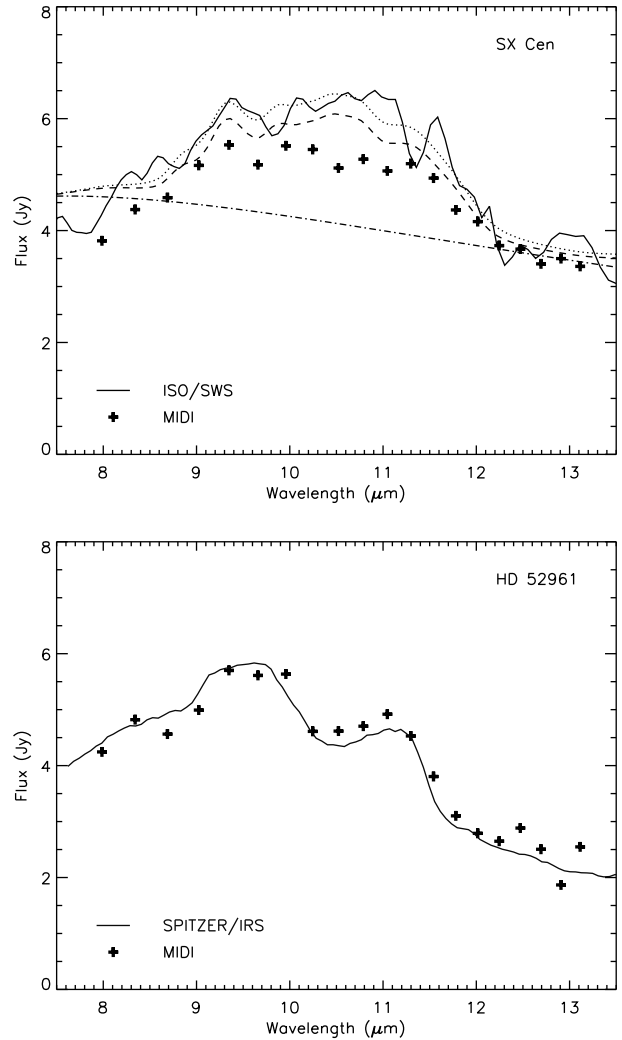 8
SX Cen
6
Flux (Jy)
4
2
ISO/SWS
MIDI
0
8 9 10 11 12 13
Wavelength (μm)
8
HD 52961
6
Flux (Jy)
4
2
SPITZER/IRS
MIDI
0
8 9 10 11 12 13
Wavelength (μm)